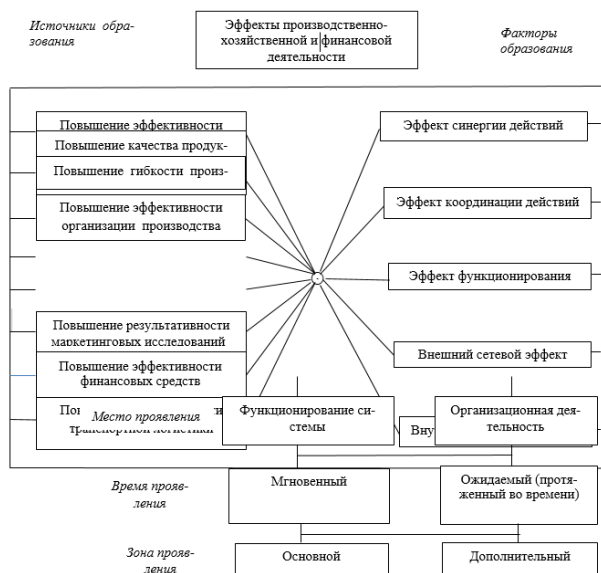 Источники обра-
зования
Эффекты производственно-
хозяйственной и финансовой
деятельности
Факторы
образования
Повышение эффективности
Повышение качества продук-
Повышение гибкости произ-
Повышение эффективности
организации производства
Повышение результативности
маркетинговых исследований
Повышение эффективности
финансовых средств
транспортной логистики
Эффект синергии действий
Эффект координации действий
Эффект функционирования
Внешний сетевой эффект
Место проявления
Функционирование си-
стемы
Организационная дея-
тельность
Время прояв-
ления
Мгновенный
Ожидаемый (протя-
женный во времени)
Зона прояв-
ления
Основной
Дополнительный